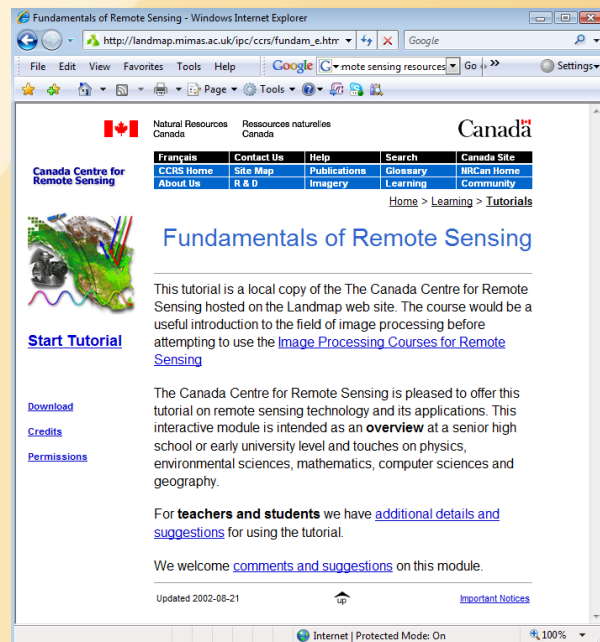 Fundamentals of Remote Sensing - Windows Internet Explorer
http://landmap.mimas.ac.uk/ipc/ccrs/fundam_e.htm
Google
File Edit View Favorites Tools Help Google mote sensing resources Go Settings
Page Tools
Natural Resources Ressources naturelles
Canada Canada
Canada
Canada Centre for
Remote Sensing
Français Contact Us Help Search Canada Site
CCRS Home Site Map Publications Glossary NRCan Home
About Us R & D Imagery Learning Community
Home > Learning > Tutorials
Fundamentals of Remote Sensing
This tutorial is a local copy of the The Canada Centre for Remote
Sensing hosted on the Landmap web site. The course would be a
useful introduction to the field of image processing before
attempting to use the Image Processing Courses for Remote
Sensing
Start Tutorial
Download
Credits
Permissions
The Canada Centre for Remote Sensing is pleased to offer this
tutorial on remote sensing technology and its applications. This
interactive module is intended as an overview at a senior high
school or early university level and touches on physics,
environmental sciences, mathematics, computer sciences and
geography.
For teachers and students we have additional details and
suggestions for using the tutorial.
We welcome comments and suggestions on this module.
Updated 2002-08-21 up Important Notices
Internet | Protected Mode: On 100%